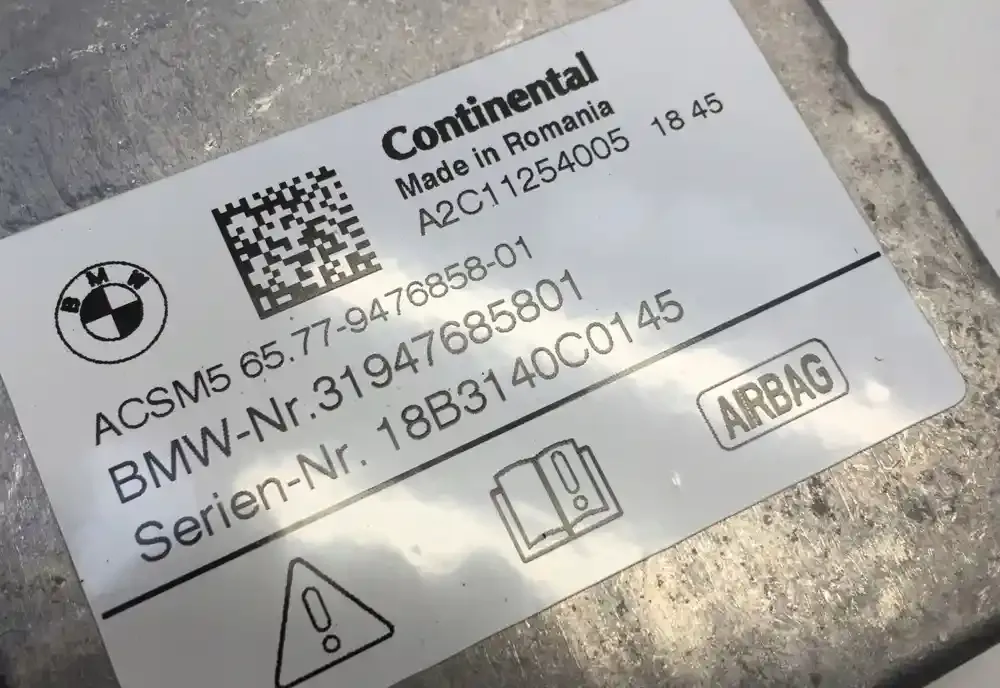 Continental
Made in Romania
A2C11254005 18 45
BMW
ACSM5 65.77-9476858-01
BMW-Nr.31947685801
Serien-Nr. 18B3140C0145
AIRBAG